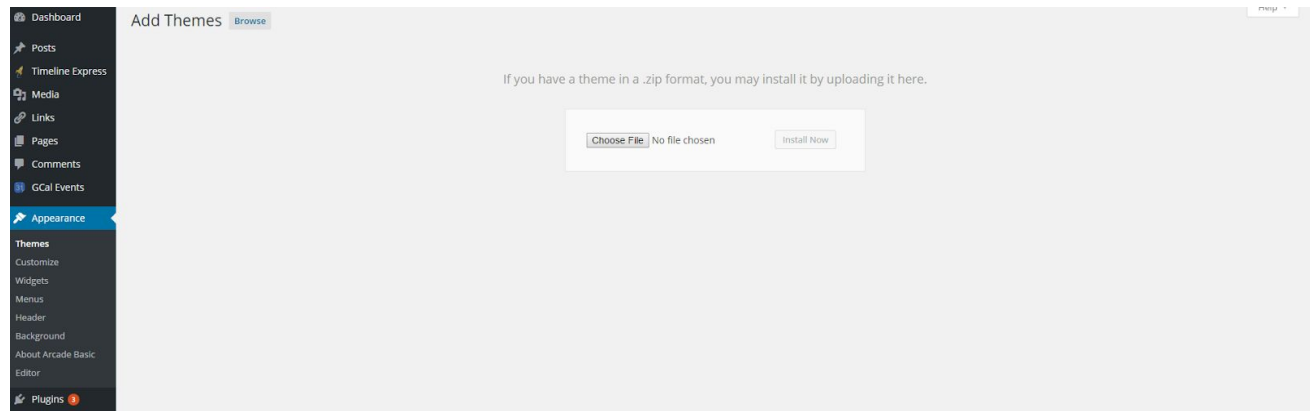 Dashboard
Posts
Timeline Express
Media
Links
Pages
Comments
GCal Events
Appearance
Themes
Customize
Widgets
Menus
Header
Background
About Arcade Basic
Editor
Plugins 3
Add Themes Browse
Help
If you have a theme in a .zip format, you may install it by uploading it here.
Choose File No file chosen Install Now